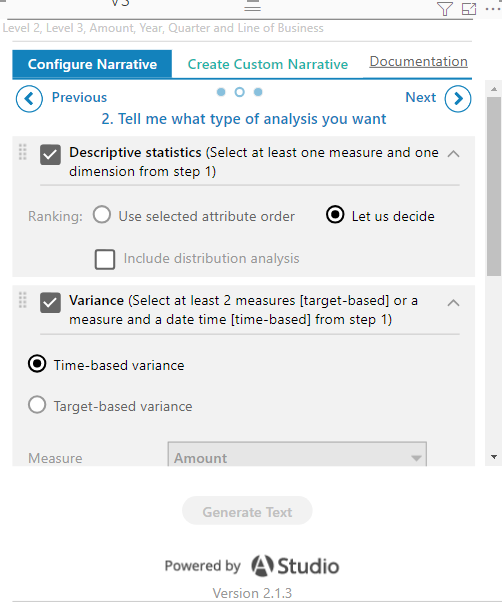 Level 2, Level 3, Amount, Year, Quarter and Line of Business
Configure Narrative Create Custom Narrative Documentation
Previous Next
2. Tell me what type of analysis you want
Descriptive statistics (Select at least one measure and one
dimension from step 1)
Ranking: Use selected attribute order Let us decide
Include distribution analysis
Variance (Select at least 2 measures [target-based] or a
measure and a date time [time-based] from step 1)
Time-based variance
Target-based variance
Measure Amount
Generate Text
Powered by Studio
Version 2.1.3